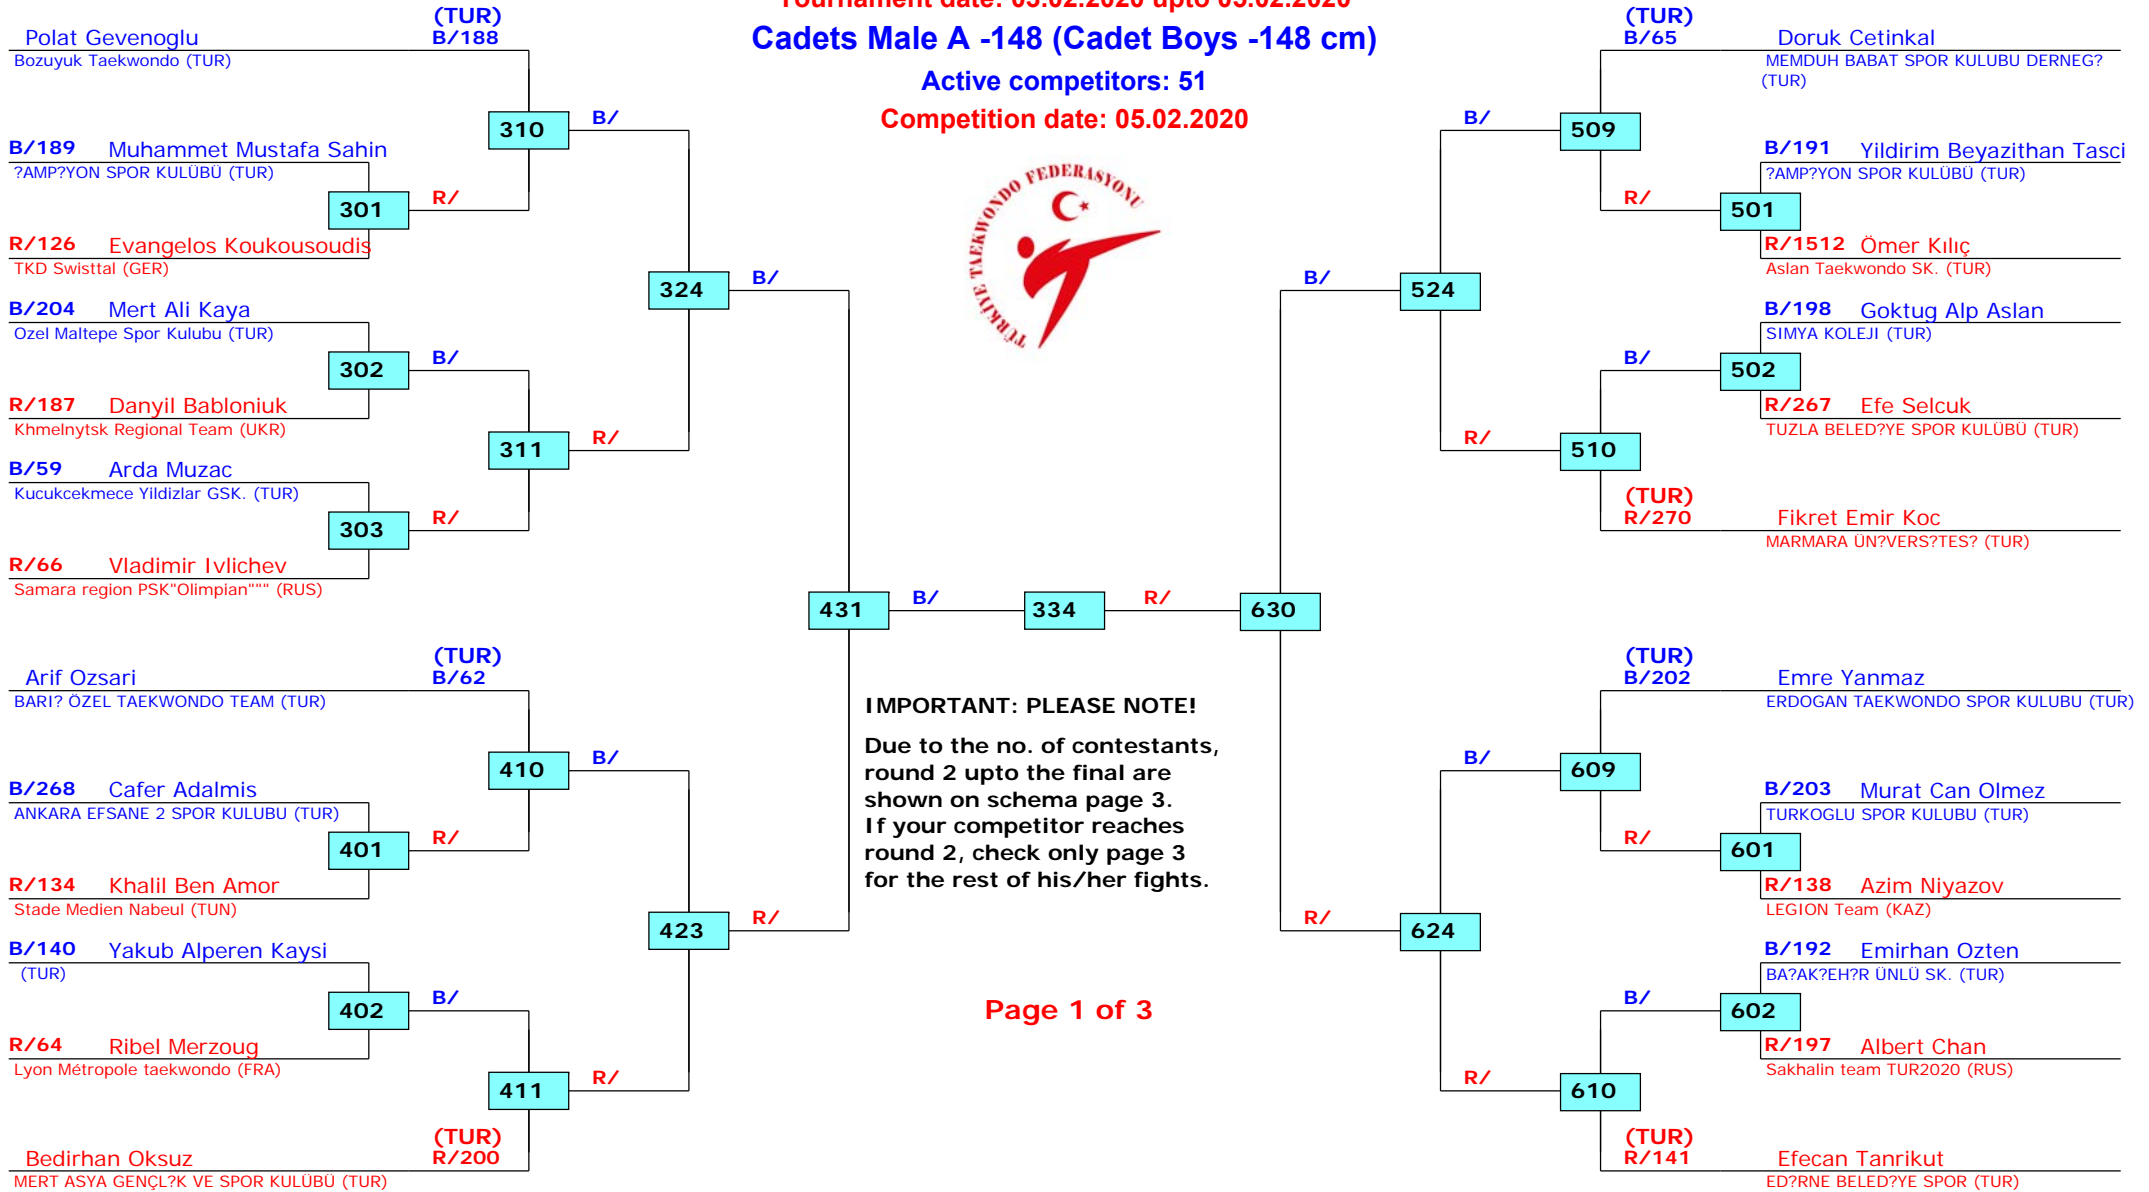 Tournament date: 03.02.2020 upto 05.02.2020
Cadets Male A -148 (Cadet Boys -148 cm)
Active competitors: 51
Competition date: 05.02.2020
TÜRKİYE TAEKWONDO FEDERASYONU
(TUR)
Polat Gevenoglu B/188
Bozuyuk Taekwondo (TUR)
310 B/
B/189 Muhammet Mustafa Sahin
?AMP?YON SPOR KULÜBÜ (TUR)
301 R/
R/126 Evangelos Koukousoudis
TKD Swisttal (GER)
324 B/
B/204 Mert Ali Kaya
Ozel Maltepe Spor Kulubu (TUR)
302 B/
R/187 Danyil Babloniuk
Khmelnytsk Regional Team (UKR)
311 R/
B/59 Arda Muzac
Kucukcekmece Yildizlar GSK. (TUR)
303 R/
R/66 Vladimir Ivlichev
Samara region PSK"Olimpian""" (RUS)
431 B/ 334 R/ 630
(TUR)
Arif Ozsari B/62
BARI? ÖZEL TAEKWONDO TEAM (TUR)
410 B/
B/268 Cafer Adalmis
ANKARA EFSANE 2 SPOR KULUBU (TUR)
401 R/
R/134 Khalil Ben Amor
Stade Medien Nabeul (TUN)
423 R/
B/140 Yakub Alperen Kaysi
(TUR)
402 B/
R/64 Ribel Merzoug
Lyon Métropole taekwondo (FRA)
411 R/
(TUR)
Bedirhan Oksuz R/200
MERT ASYA GENÇL?K VE SPOR KULÜBÜ (TUR)
IMPORTANT: PLEASE NOTE!
Due to the no. of contestants,
round 2 upto the final are
shown on schema page 3.
If your competitor reaches
round 2, check only page 3
for the rest of his/her fights.
Page 1 of 3
(TUR)
B/65 Doruk Cetinkal
MEMDUH BABAT SPOR KULUBU DERNEG?
(TUR)
B/ 509
B/191 Yildirim Beyazithan Tasci
?AMP?YON SPOR KULÜBÜ (TUR)
R/ 501
R/1512 Ömer Kılıç
Aslan Taekwondo SK. (TUR)
B/ 524
B/198 Goktug Alp Aslan
SIMYA KOLEJI (TUR)
B/ 502
R/267 Efe Selcuk
TUZLA BELED?YE SPOR KULÜBÜ (TUR)
R/ 510
(TUR)
R/270 Fikret Emir Koc
MARMARA ÜN?VERS?TES? (TUR)
(TUR)
B/202 Emre Yanmaz
ERDOGAN TAEKWONDO SPOR KULUBU (TUR)
B/ 609
B/203 Murat Can Olmez
TURKOGLU SPOR KULUBU (TUR)
R/ 601
R/138 Azim Niyazov
LEGION Team (KAZ)
R/ 624
B/192 Emirhan Ozten
BA?AK?EH?R ÜNLÜ SK. (TUR)
B/ 602
R/197 Albert Chan
Sakhalin team TUR2020 (RUS)
R/ 610
(TUR)
R/141 Efecan Tanrikut
ED?RNE BELED?YE SPOR (TUR)